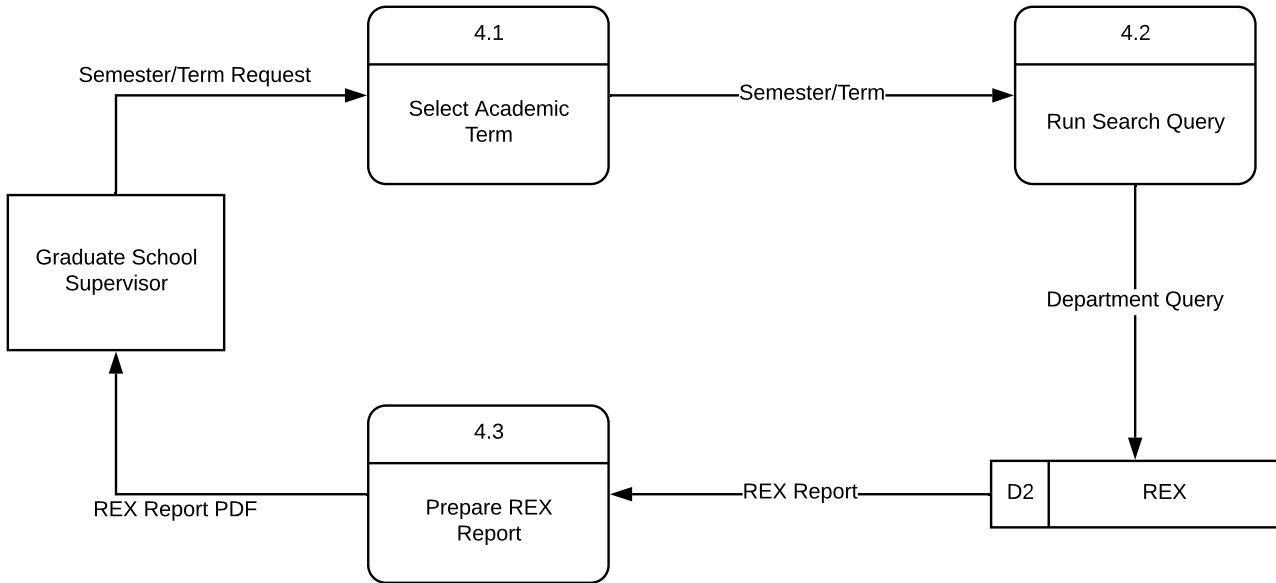 4.1
4.2
Semester/Term Request
Semester/Term
Select Academic
Term
Run Search Query
Graduate School
Supervisor
Department Query
4.3
D2
REX
REX Report
REX Report PDF
Prepare REX
Report